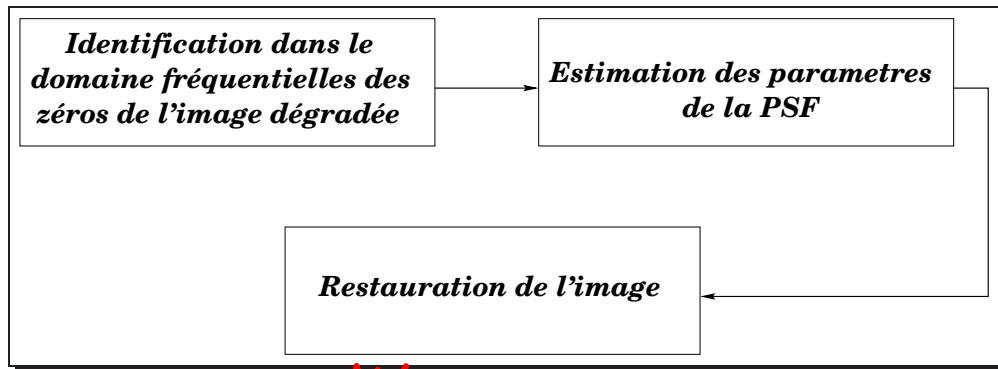 Identification dans le
domaine fréquentielles des
zéros de l'image dégradée
Estimation des parametres
de la PSF
Restauration de l'image